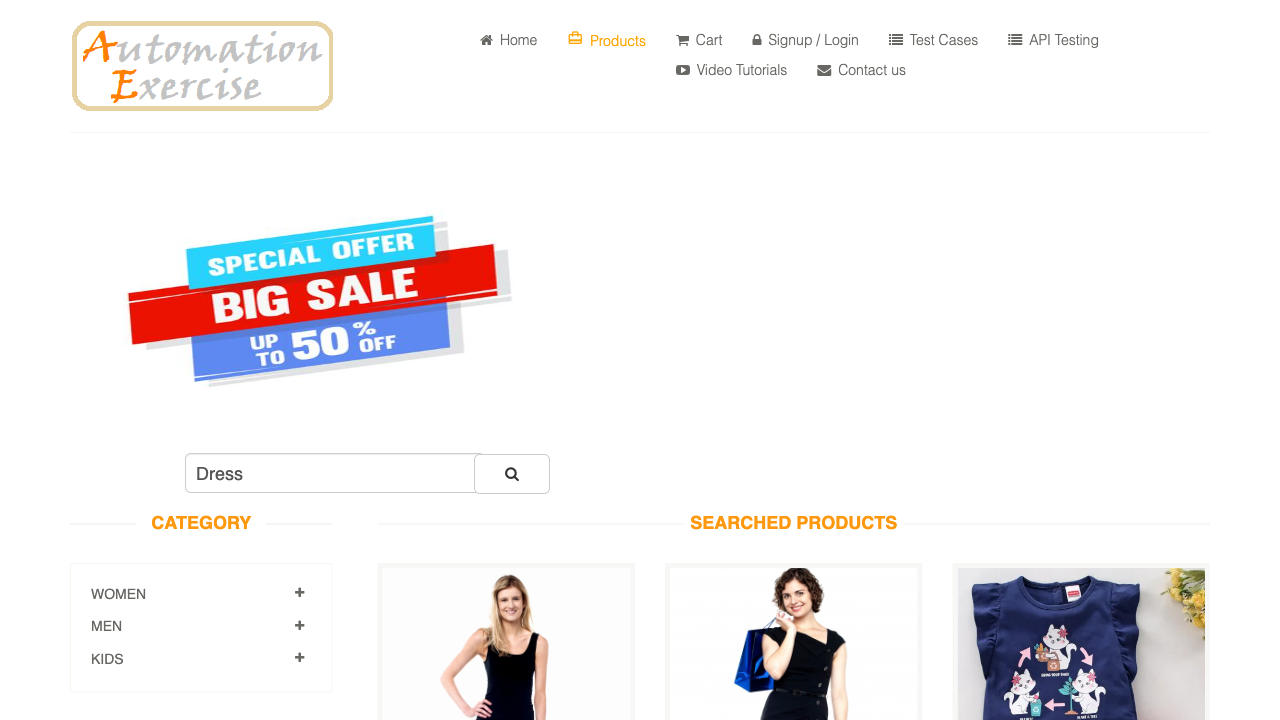 Automation
Exercise
Home
Products
Cart
Signup / Login
Test Cases
API Testing
Video Tutorials
Contact us
SPECIAL OFFER
BIG SALE
UP TO 50% OFF
Dress
CATEGORY
SEARCHED PRODUCTS
WOMEN
MEN
KIDS